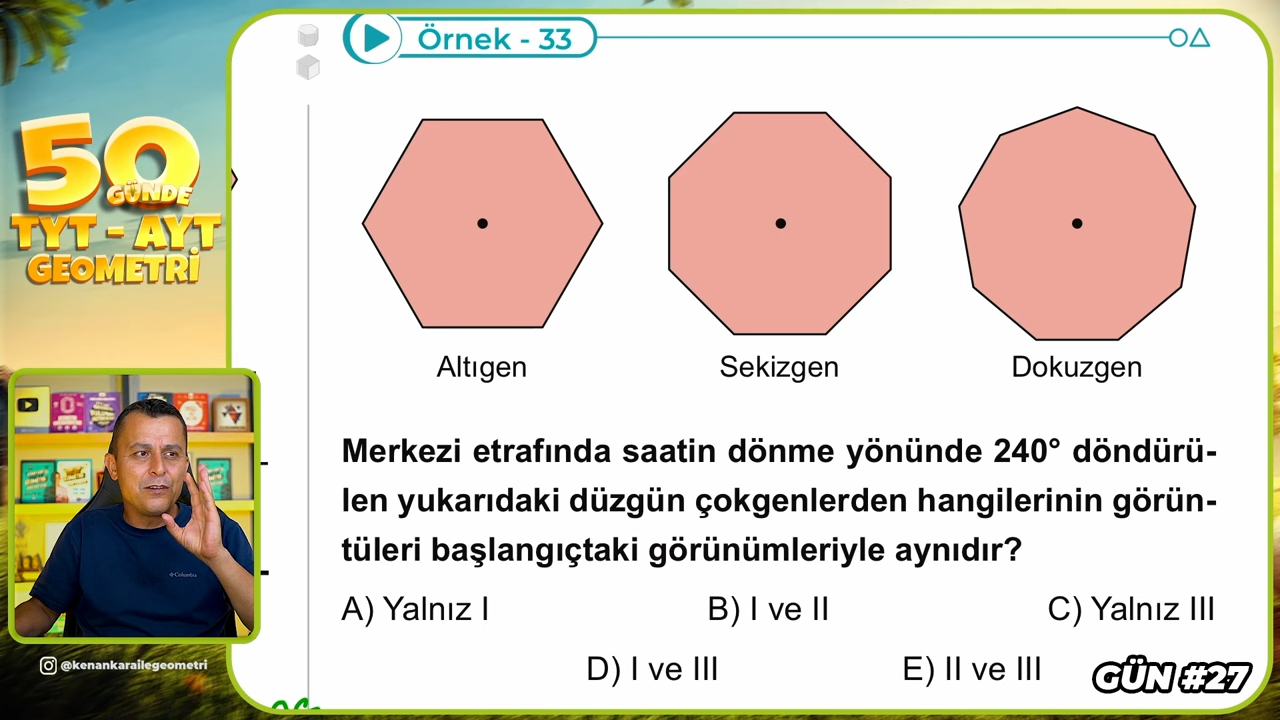 Örnek - 33
50
GÜNDE
TYT - AYT
GEOMETRİ
Altıgen
Sekizgen
Dokuzgen
Merkezi etrafında saatin dönme yönünde 240° döndürü-
len yukarıdaki düzgün çokgenlerden hangilerinin görün-
tüleri başlangıçtaki görünümleriyle aynıdır?
A) Yalnız I
B) I ve II
C) Yalnız III
D) I ve III
E) II ve III
GÜN #27
Columbia
@kenankarailegeometri